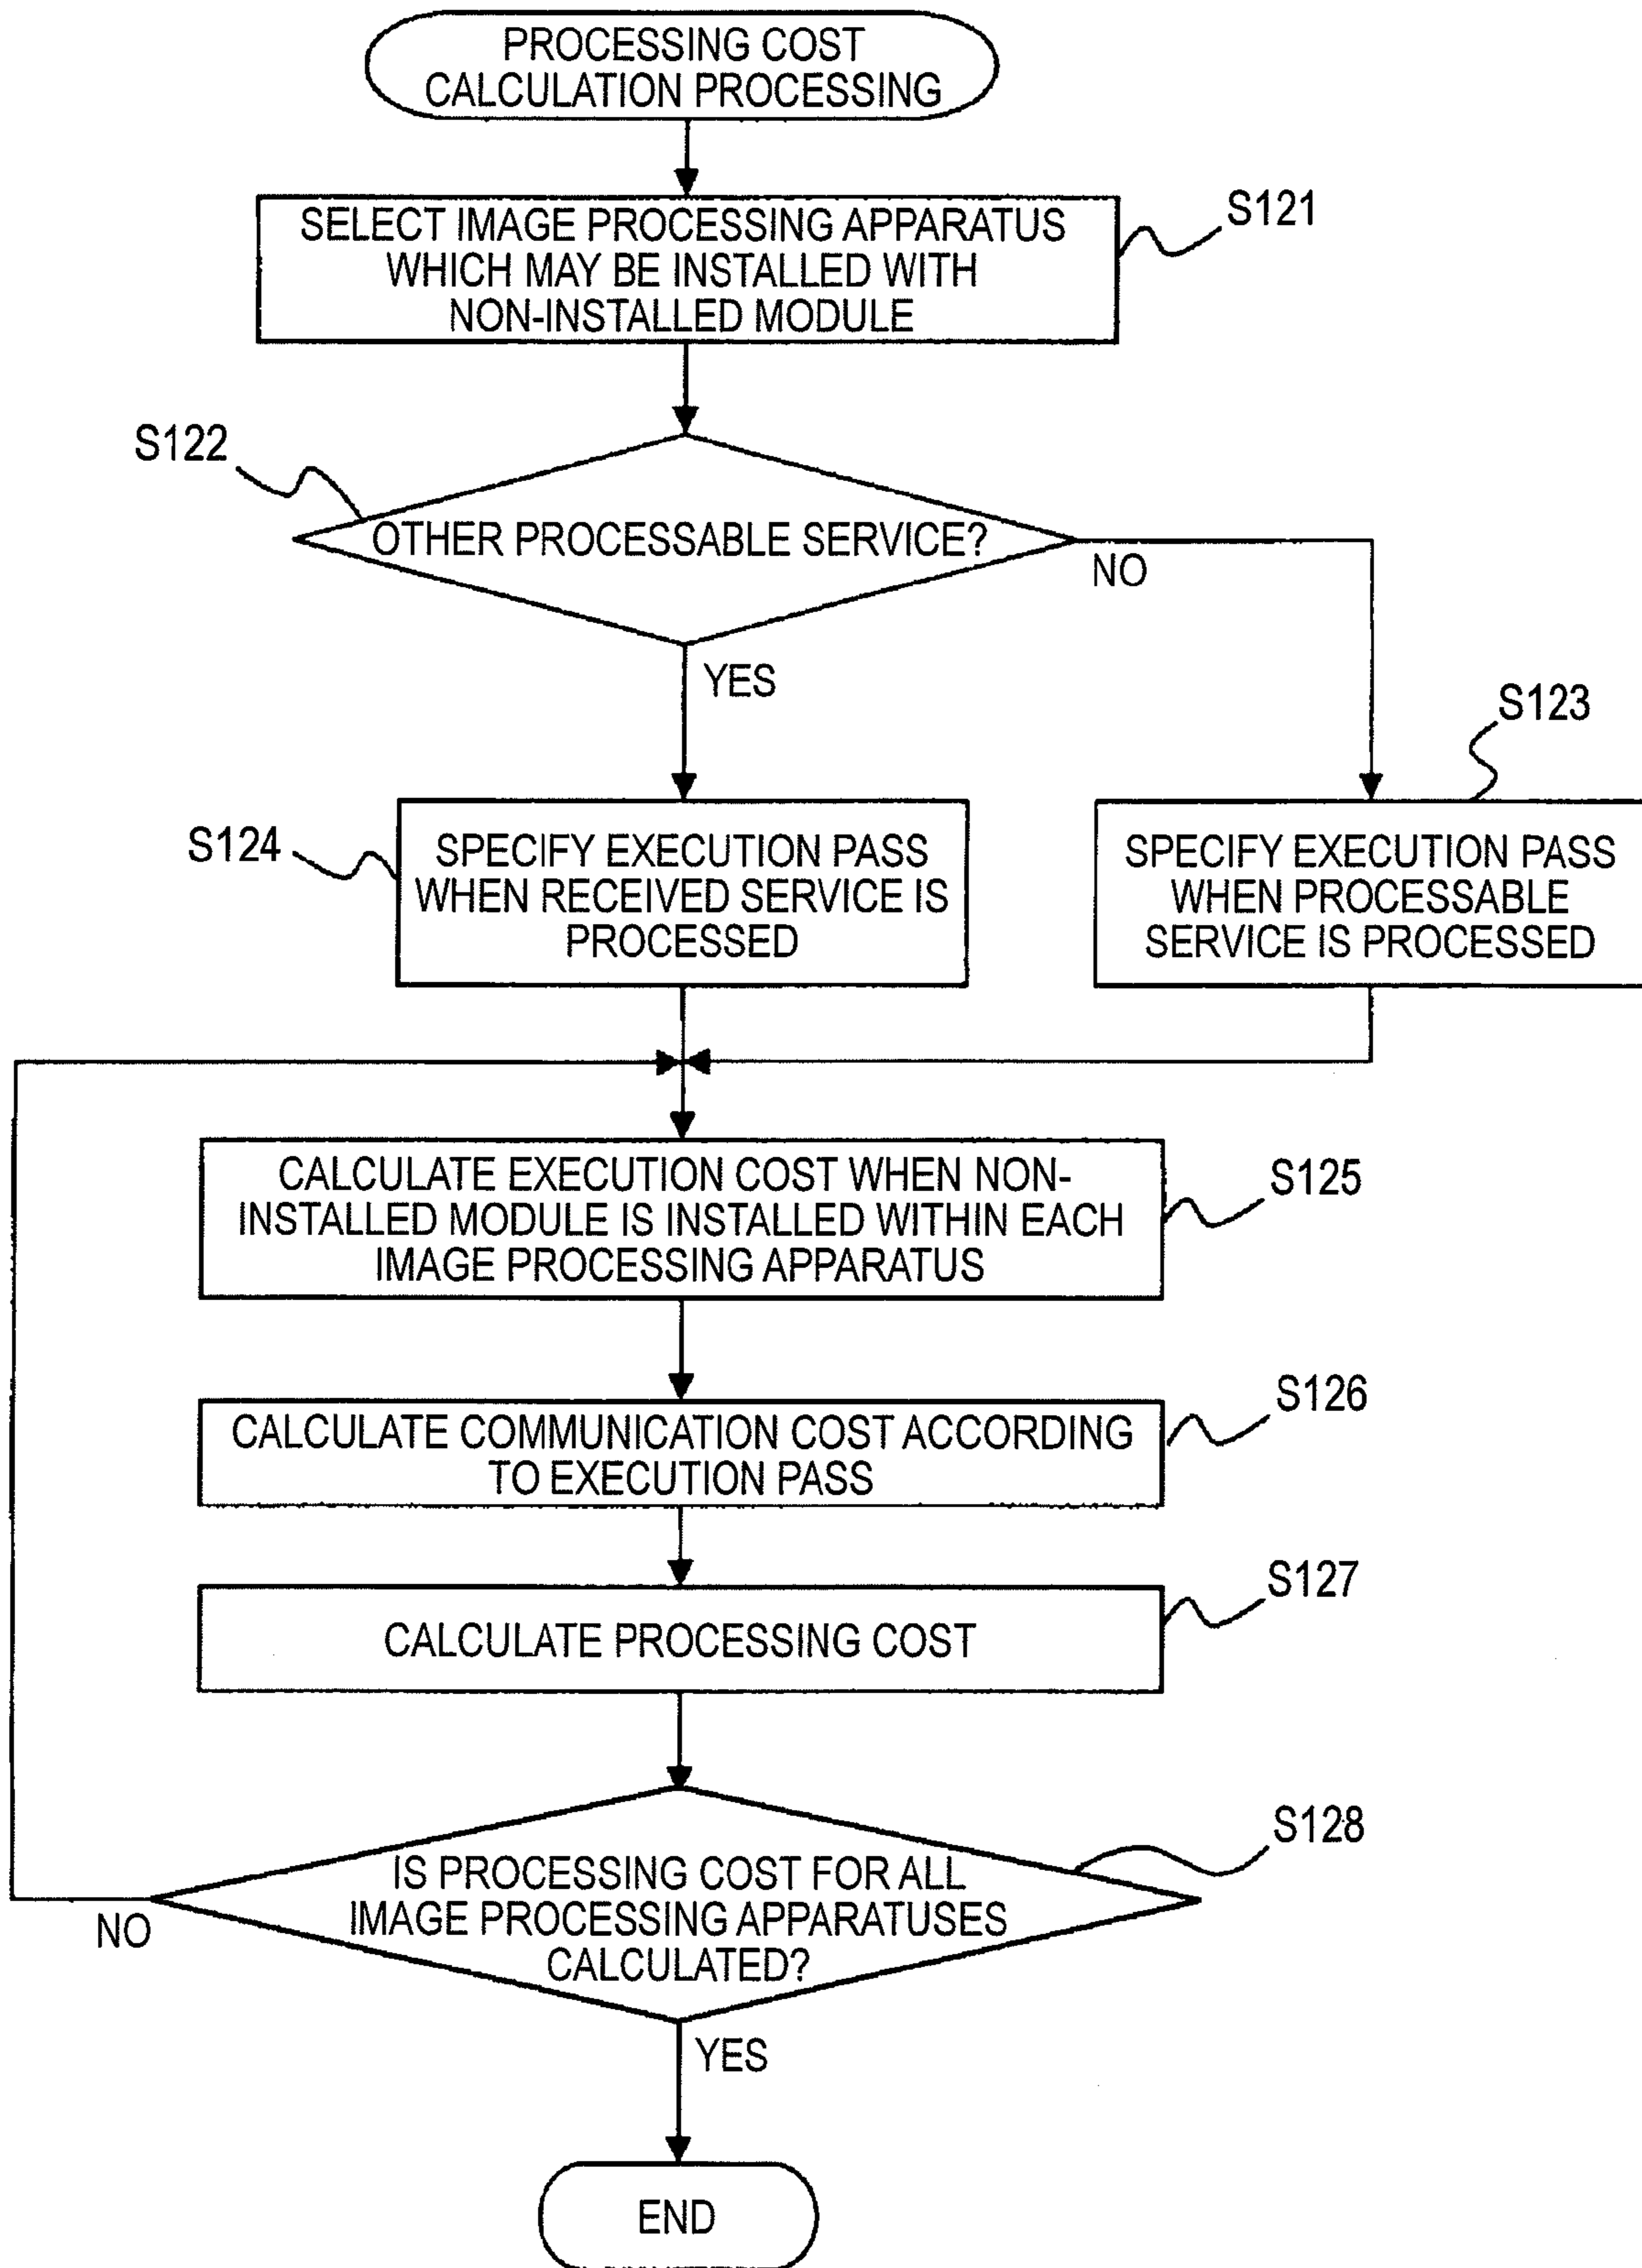 PROCESSING COST
CALCULATION PROCESSING
SELECT IMAGE PROCESSING APPARATUS
WHICH MAY BE INSTALLED WITH
NON-INSTALLED MODULE
S121
S122
OTHER PROCESSABLE SERVICE?
NO
YES
S123
S124
SPECIFY EXECUTION PASS
WHEN RECEIVED SERVICE IS
PROCESSED
SPECIFY EXECUTION PASS
WHEN PROCESSABLE
SERVICE IS PROCESSED
CALCULATE EXECUTION COST WHEN NON-
INSTALLED MODULE IS INSTALLED WITHIN EACH
IMAGE PROCESSING APPARATUS
S125
CALCULATE COMMUNICATION COST ACCORDING
TO EXECUTION PASS
S126
CALCULATE PROCESSING COST
S127
IS PROCESSING COST FOR ALL
IMAGE PROCESSING APPARATUSES
CALCULATED?
S128
NO
YES
END